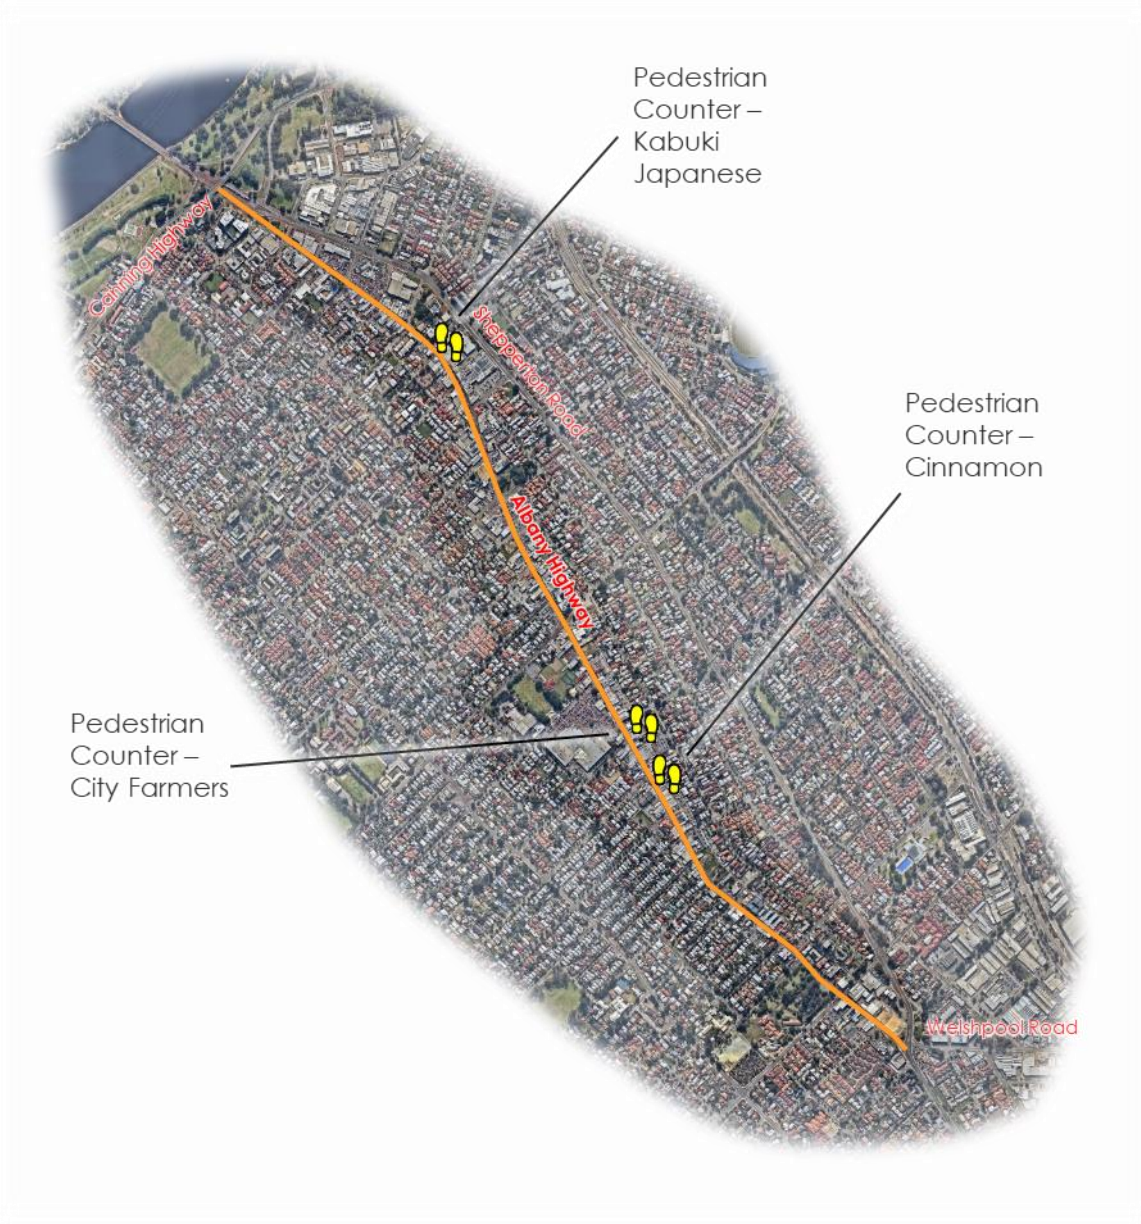 Pedestrian
Counter –
Kabuki
Japanese
Canning Highway
Shepperton Road
Pedestrian
Counter –
Cinnamon
Albany Highway
Pedestrian
Counter –
City Farmers
Welshpool Road